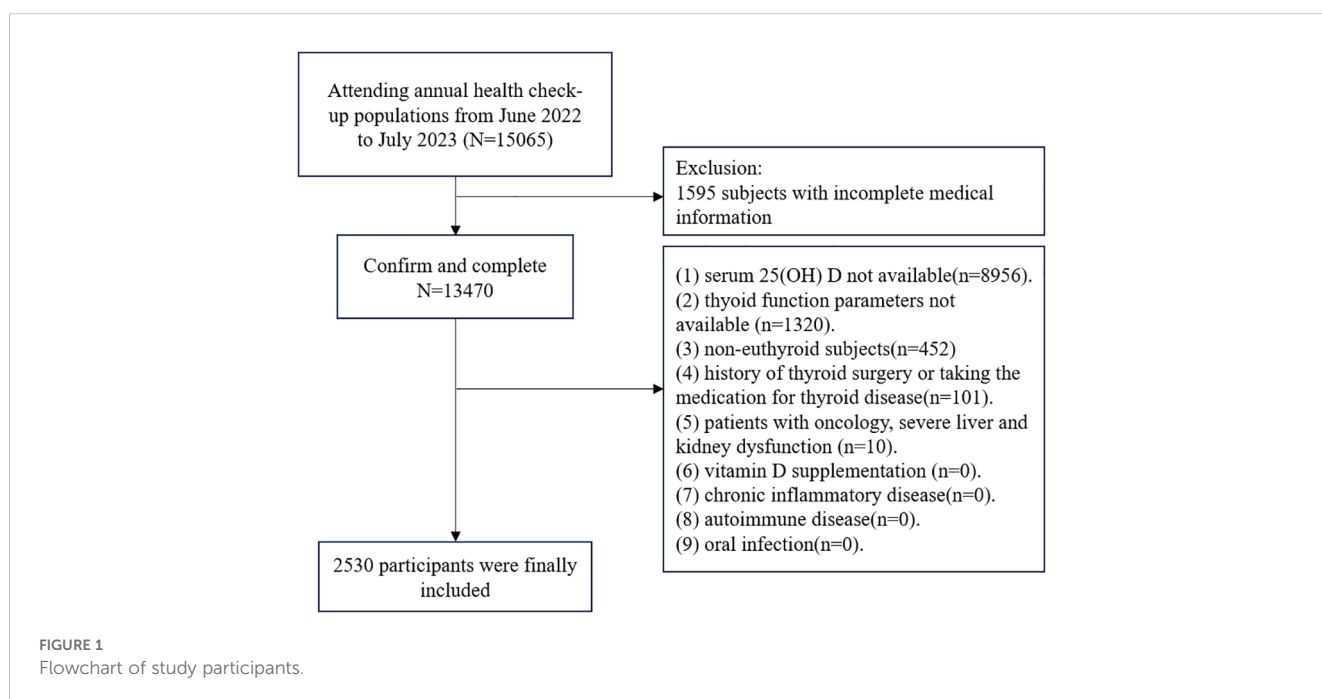 Attending annual health check-
up populations from June 2022
to July 2023 (N=15065)
Exclusion:
1595 subjects with incomplete medical
information
Confirm and complete
N=13470
(1) serum 25(OH) D not available(n=8956).
(2) thyoid function parameters not
available (n=1320).
(3) non-euthyroid subjects(n=452)
(4) history of thyroid surgery or taking the
medication for thyroid disease(n=101).
(5) patients with oncology, severe liver and
kidney dysfunction (n=10).
(6) vitamin D supplementation (n=0).
(7) chronic inflammatory disease(n=0).
(8) autoimmune disease(n=0).
(9) oral infection(n=0).
2530 participants were finally
included
FIGURE 1
Flowchart of study participants.